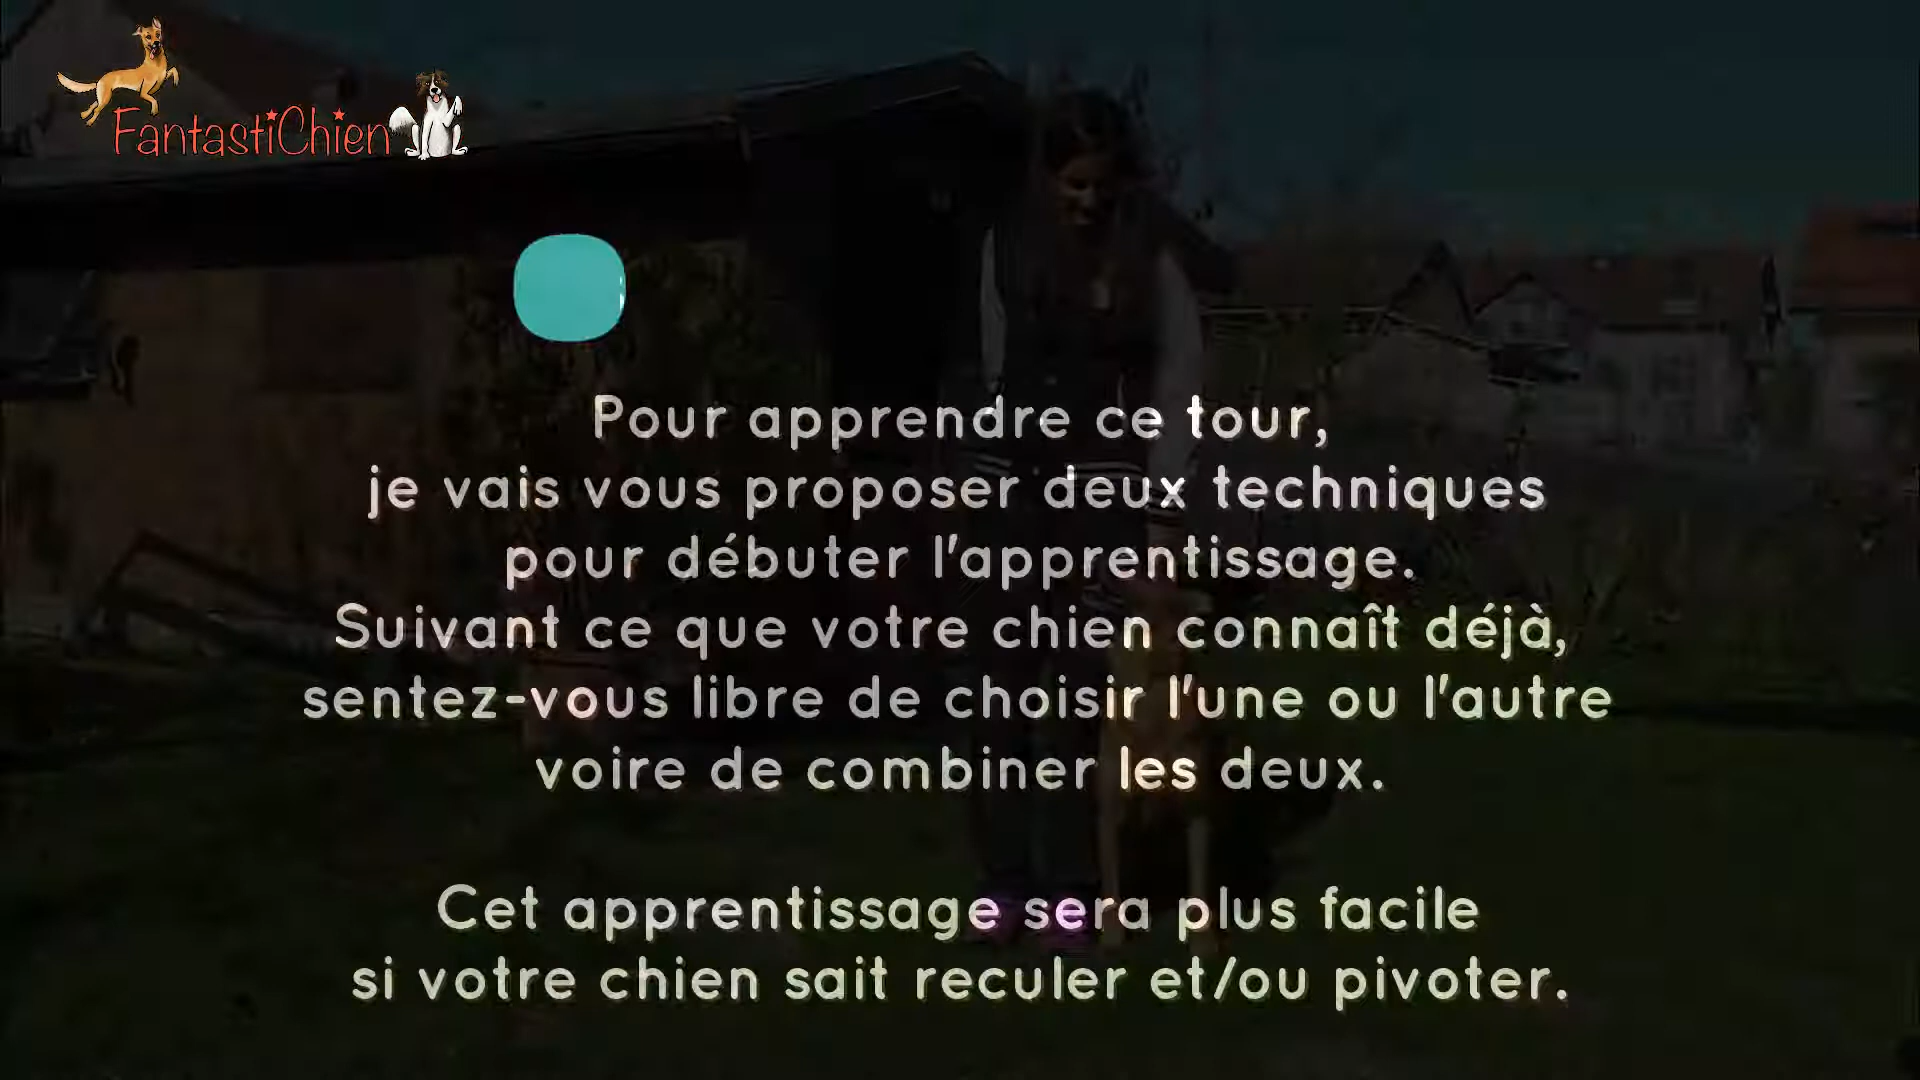 FantastiChien
Pour apprendre ce tour,
je vais vous proposer deux techniques
pour débuter l'apprentissage.
Suivant ce que votre chien connaît déjà,
sentez-vous libre de choisir l'une ou l'autre
voire de combiner les deux.
Cet apprentissage sera plus facile
si votre chien sait reculer et/ou pivoter.